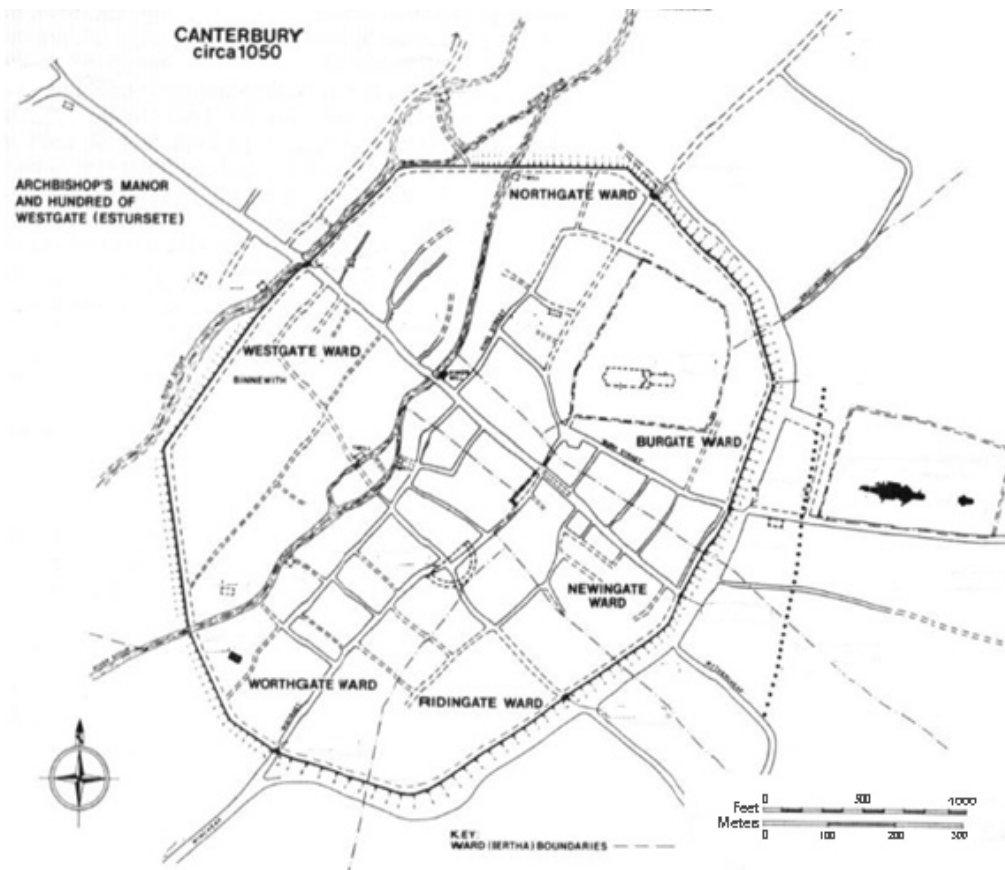 CANTERBURY
circa 1050
ARCHBISHOP'S MANOR
AND HUNDRED OF
WESTGATE (ESTURSETE)
NORTHGATE WARD
WESTGATE WARD
BINNEWITH
BURGATE WARD
NEWINGATE
WARD
WORTHGATE WARD
RIDINGATE WARD
Feet
0 500 1000
Meters
0 100 200 300
KEY:
WARD (BERTHA) BOUNDARIES